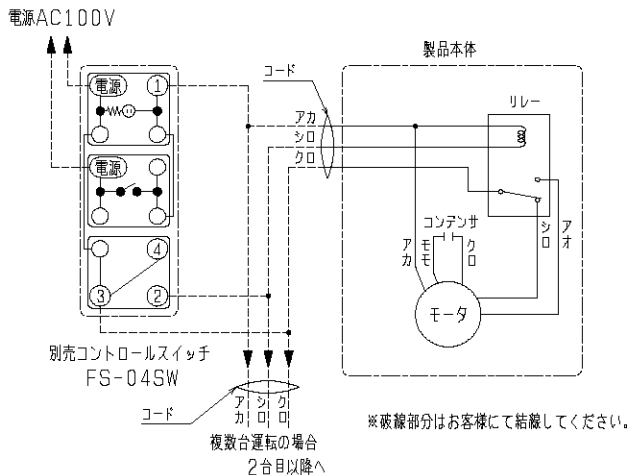 電源AC100V
電源
1
電源
4
3
2
別売コントロールスイッチ
FS-04SW
コード
アカ
シロ
クロ
製品本体
リレー
コンデンサ
アカ
モモ
クロ
シロ
アオ
モータ
コード
アカ
シロ
クロ
複数台運転の場合
2台目以降へ
※破線部分はお客様にて結線してください。